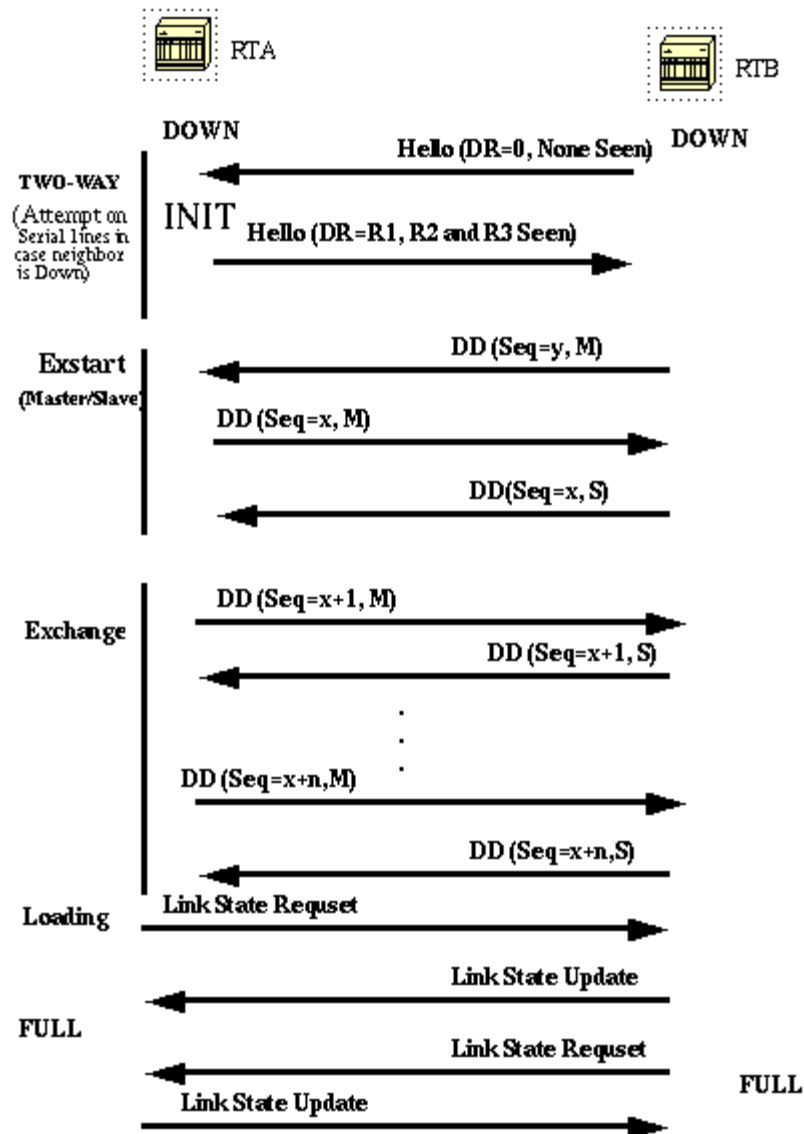 RTA
RTB
DOWN
DOWN
Hello (DR=0, None Seen)
TWO-WAY
(Attempt on
Serial lines in
case neighbor
is Down)
INIT
Hello (DR=R1, R2 and R3 Seen)
Exstart
(Master/Slave)
DD (Seq=y, M)
DD (Seq=x, M)
DD(Seq=x, S)
Exchange
DD (Seq=x+1, M)
DD (Seq=x+1, S)
.
.
.
DD (Seq=x+n,M)
DD (Seq=x+n,S)
Loading
Link State Requset
Link State Update
FULL
Link State Requset
FULL
Link State Update